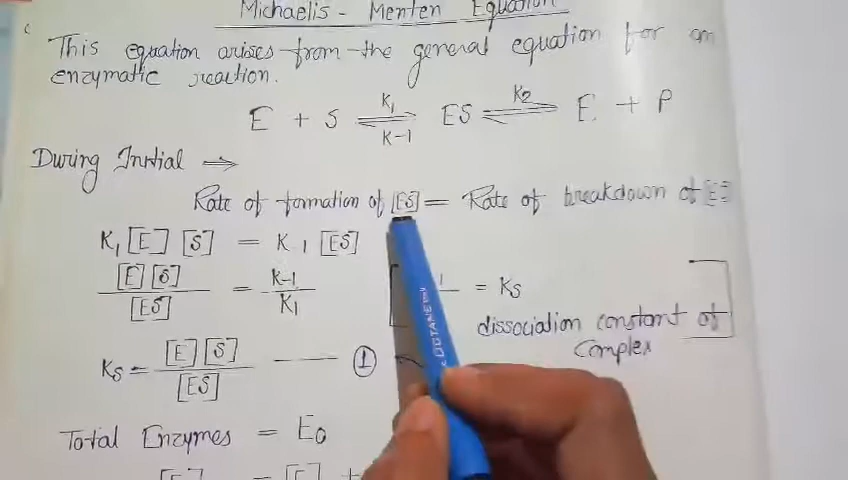 Michaelis - Menten Equation
This equation arises from the general equation for an
enzymatic reaction.
E + S ⇌ ES ⇌ E + P
K1 K-1 K2
During Initial →
Rate of formation of [ES] = Rate of breakdown of [ES]
K1 [E] [S] = K 1 [ES]
[E] [S] / [ES] = K-1 / K1
= Ks
dissociation constant of
Complex
Ks = [E] [S] / [ES] —— ①
Total Enzymes = E0
= [E] +